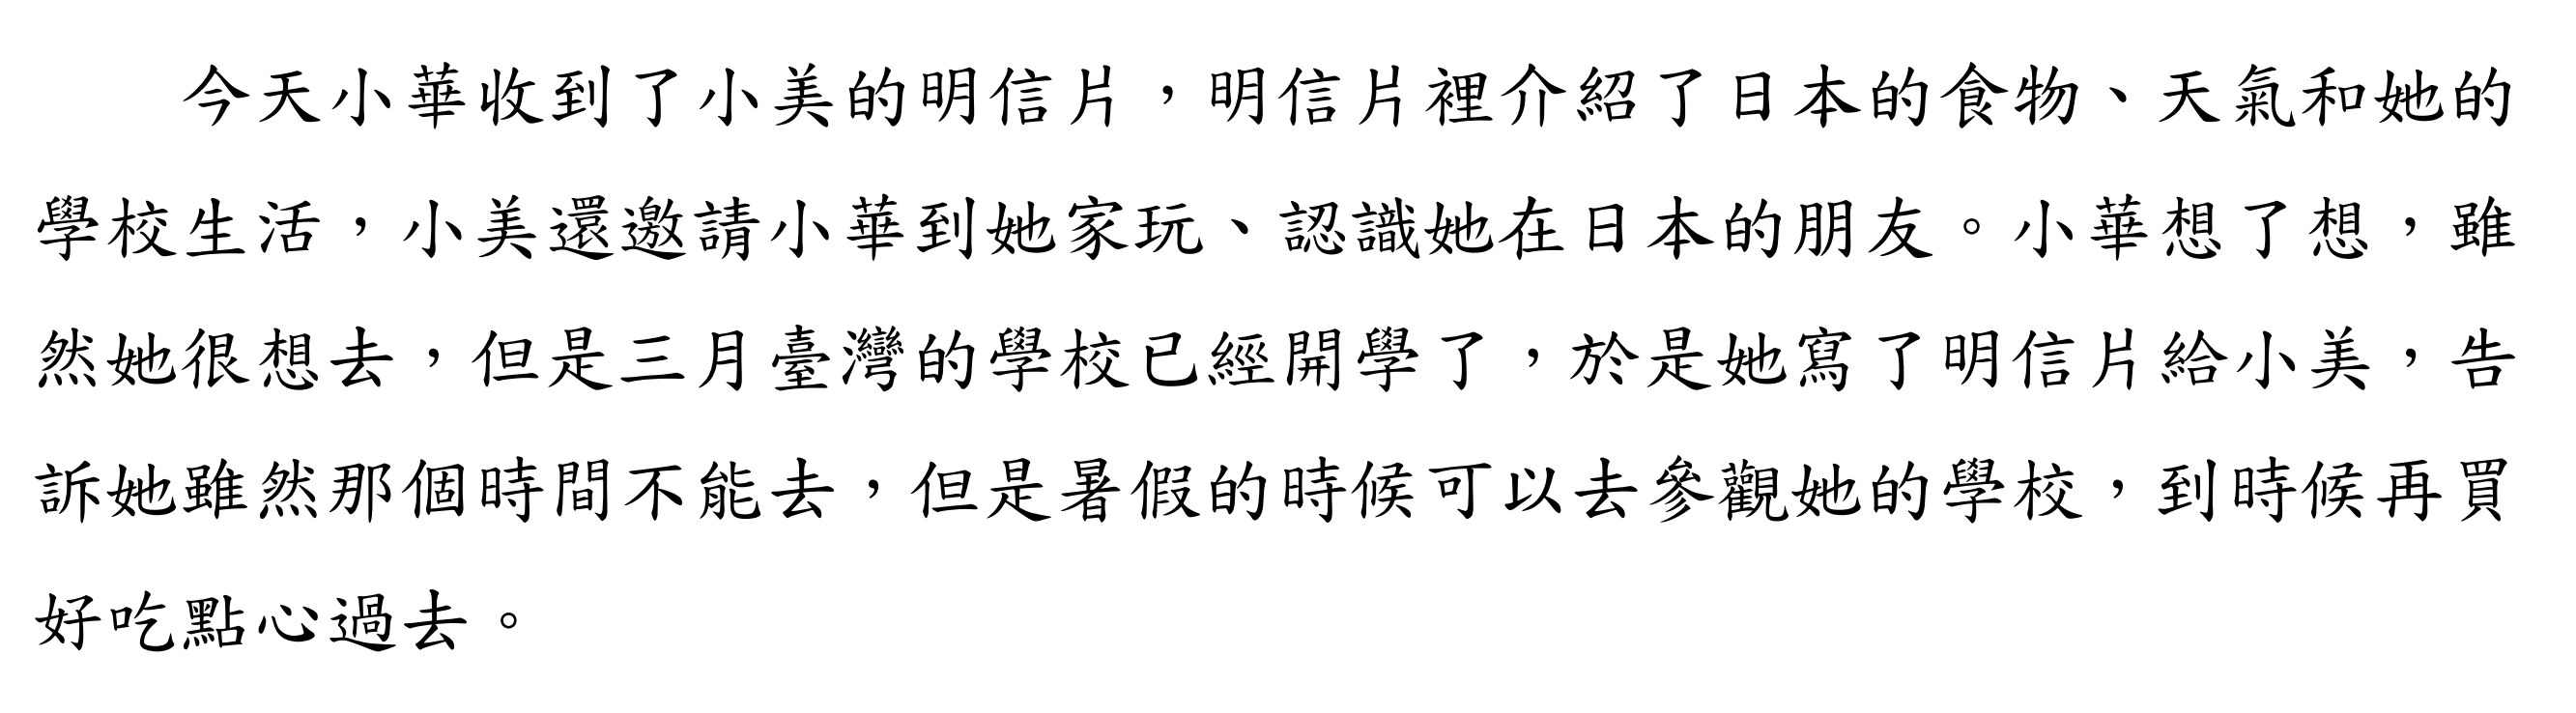 今天小華收到了小美的明信片，明信片裡介紹了日本的食物、天氣和她的
學校生活，小美還邀請小華到她家玩、認識她在日本的朋友。小華想了想，雖
然她很想去，但是三月臺灣的學校已經開學了，於是她寫了明信片給小美，告
訴她雖然那個時間不能去，但是暑假的時候可以去參觀她的學校，到時候再買
好吃點心過去。